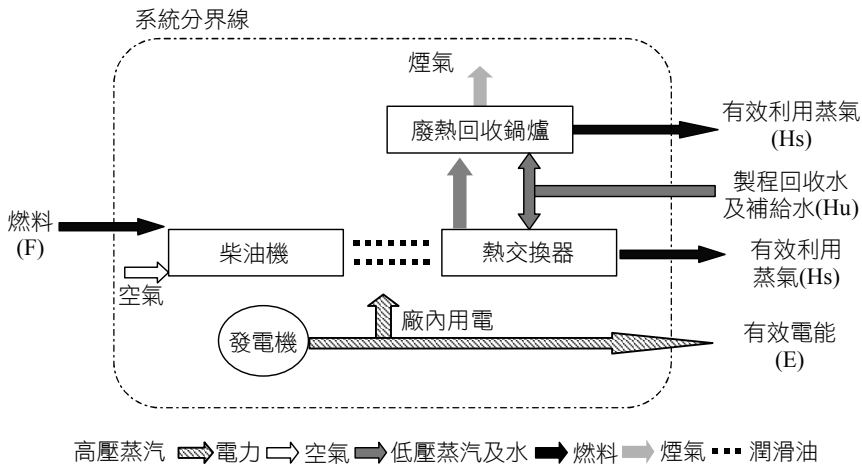 系統分界線
煙氣
廢熱回收鍋爐
有效利用蒸氣
(Hs)
製程回收水
及補給水(Hu)
燃料
(F)
柴油機
熱交換器
有效利用
蒸氣(Hs)
空氣
廠內用電
發電機
有效電能
(E)
高壓蒸汽 電力 空氣 低壓蒸汽及水 燃料 煙氣 潤滑油